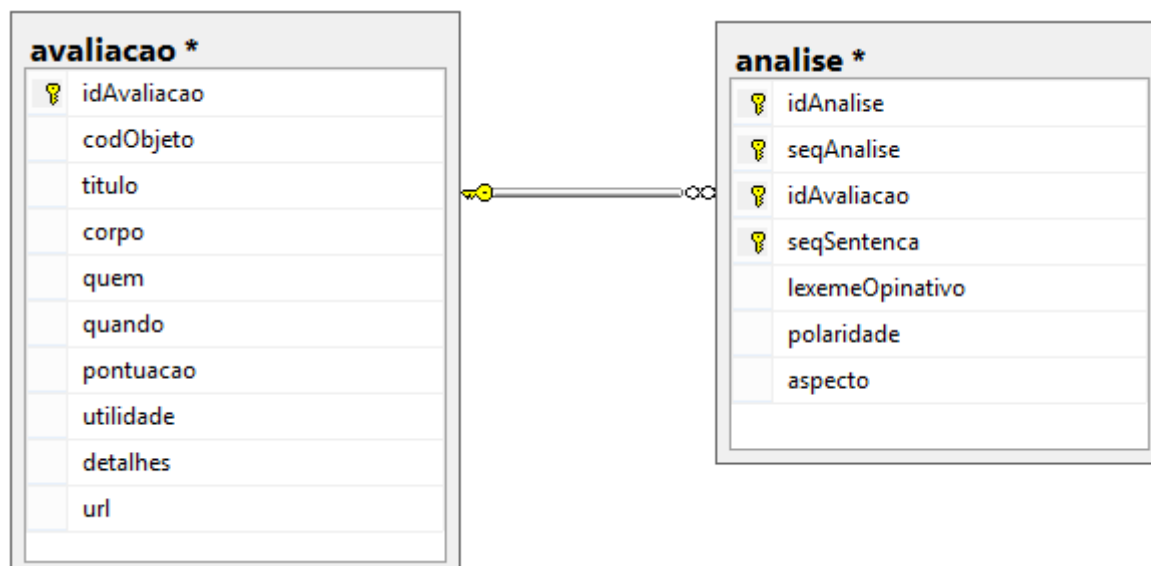 avaliacao *
idAvaliacao
codObjeto
titulo
corpo
quem
quando
pontuacao
utilidade
detalhes
url
analise *
idAnalise
seqAnalise
idAvaliacao
seqSentenca
lexemeOpinativo
polaridade
aspecto